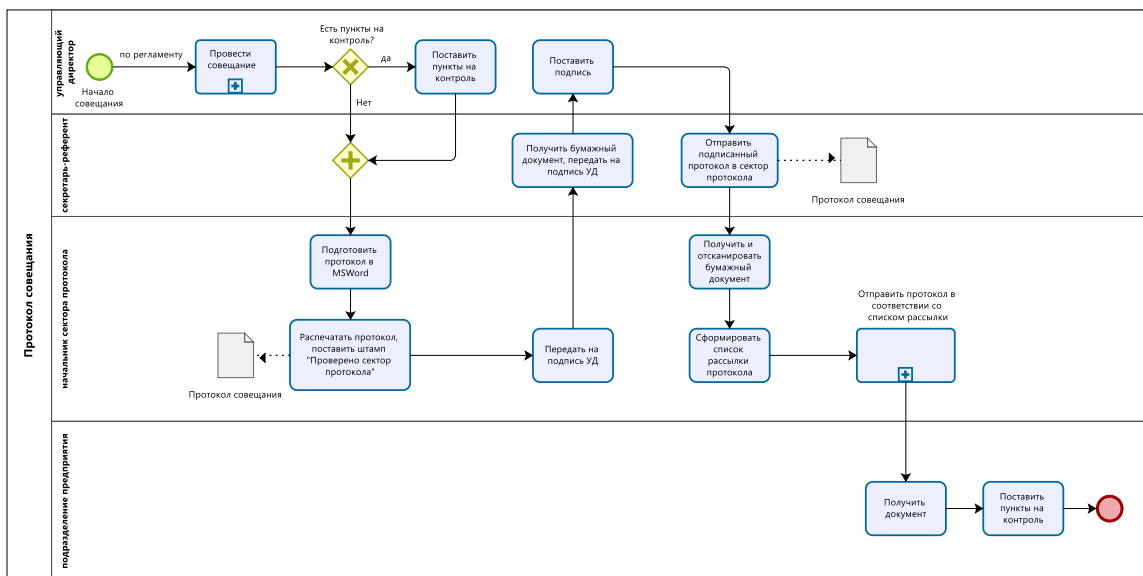 Протокол совещания
управляющий
директор
Начало
совещания
по регламенту
Провести
совещание
Есть пункты на
контроль?
да
Нет
Поставить
пункты на
контроль
Поставить
подпись
секретарь-референт
Получить бумажный
документ, передать на
подпись УД
Отправить
подписанный
протокол в сектор
протокола
Протокол совещания
начальник сектора протокола
Подготовить
протокол в
MSWord
Распечатать протокол,
поставить штамп
"Проверено сектор
протокола"
Протокол совещания
Передать на
подпись УД
Получить и
отсканировать
бумажный
документ
Сформировать
список
рассылки
протокола
Отправить протокол в
соответствии со
списком рассылки
подразделение предприятия
Получить
документ
Поставить
пункты на
контроль